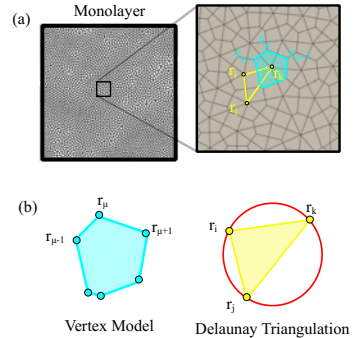 (a)
Monolayer
r_i
r_k
r_j
(b)
r_μ
r_μ-1
r_μ+1
r_k
r_i
r_j
Vertex Model
Delaunay Triangulation